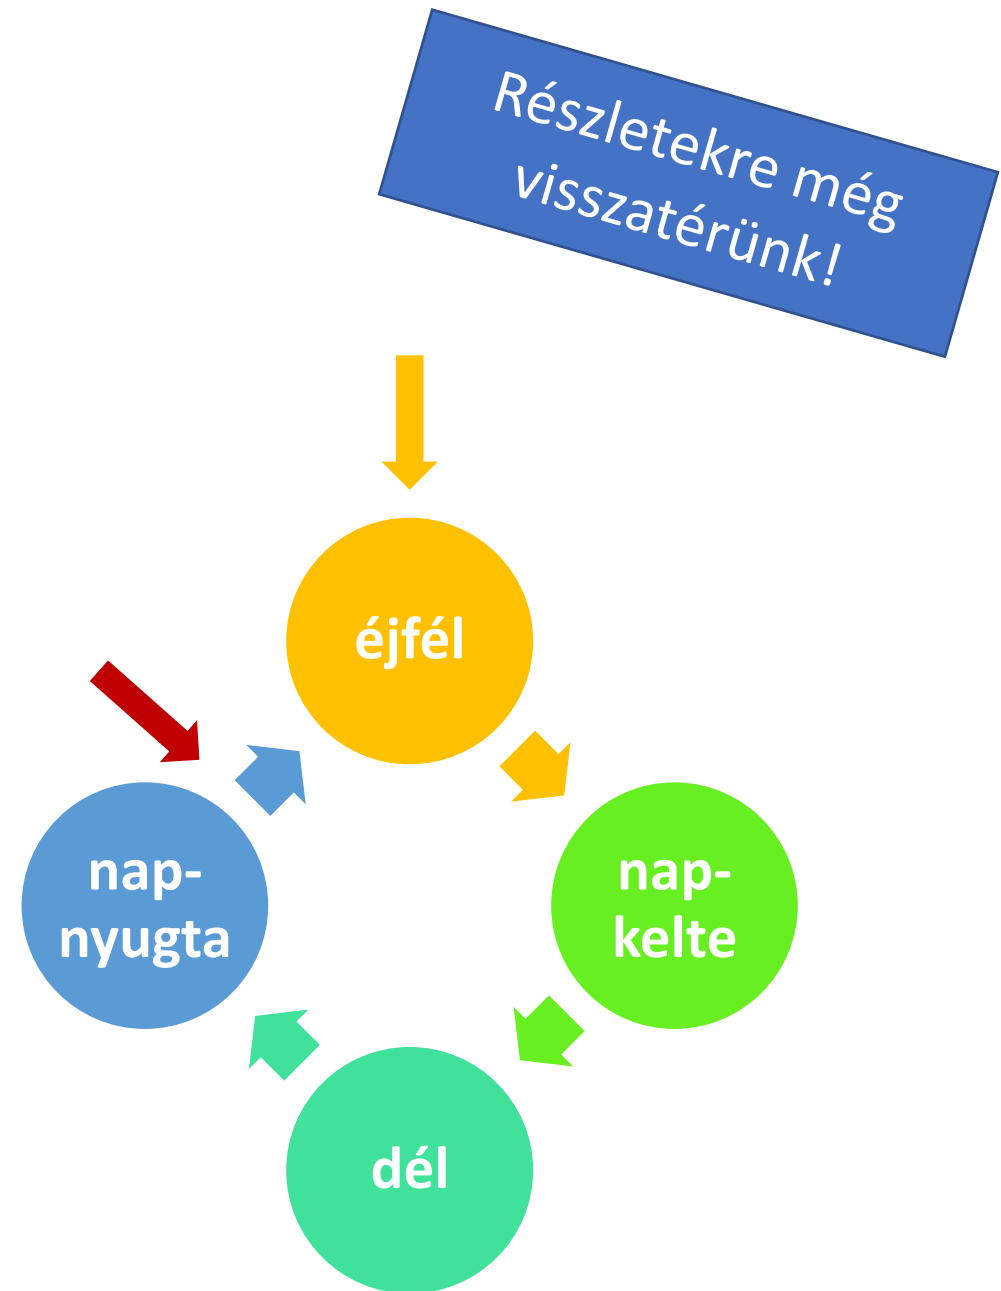 Részletekre még
visszatérünk!
éjfél
nap-
nyugta
nap-
kelte
dél